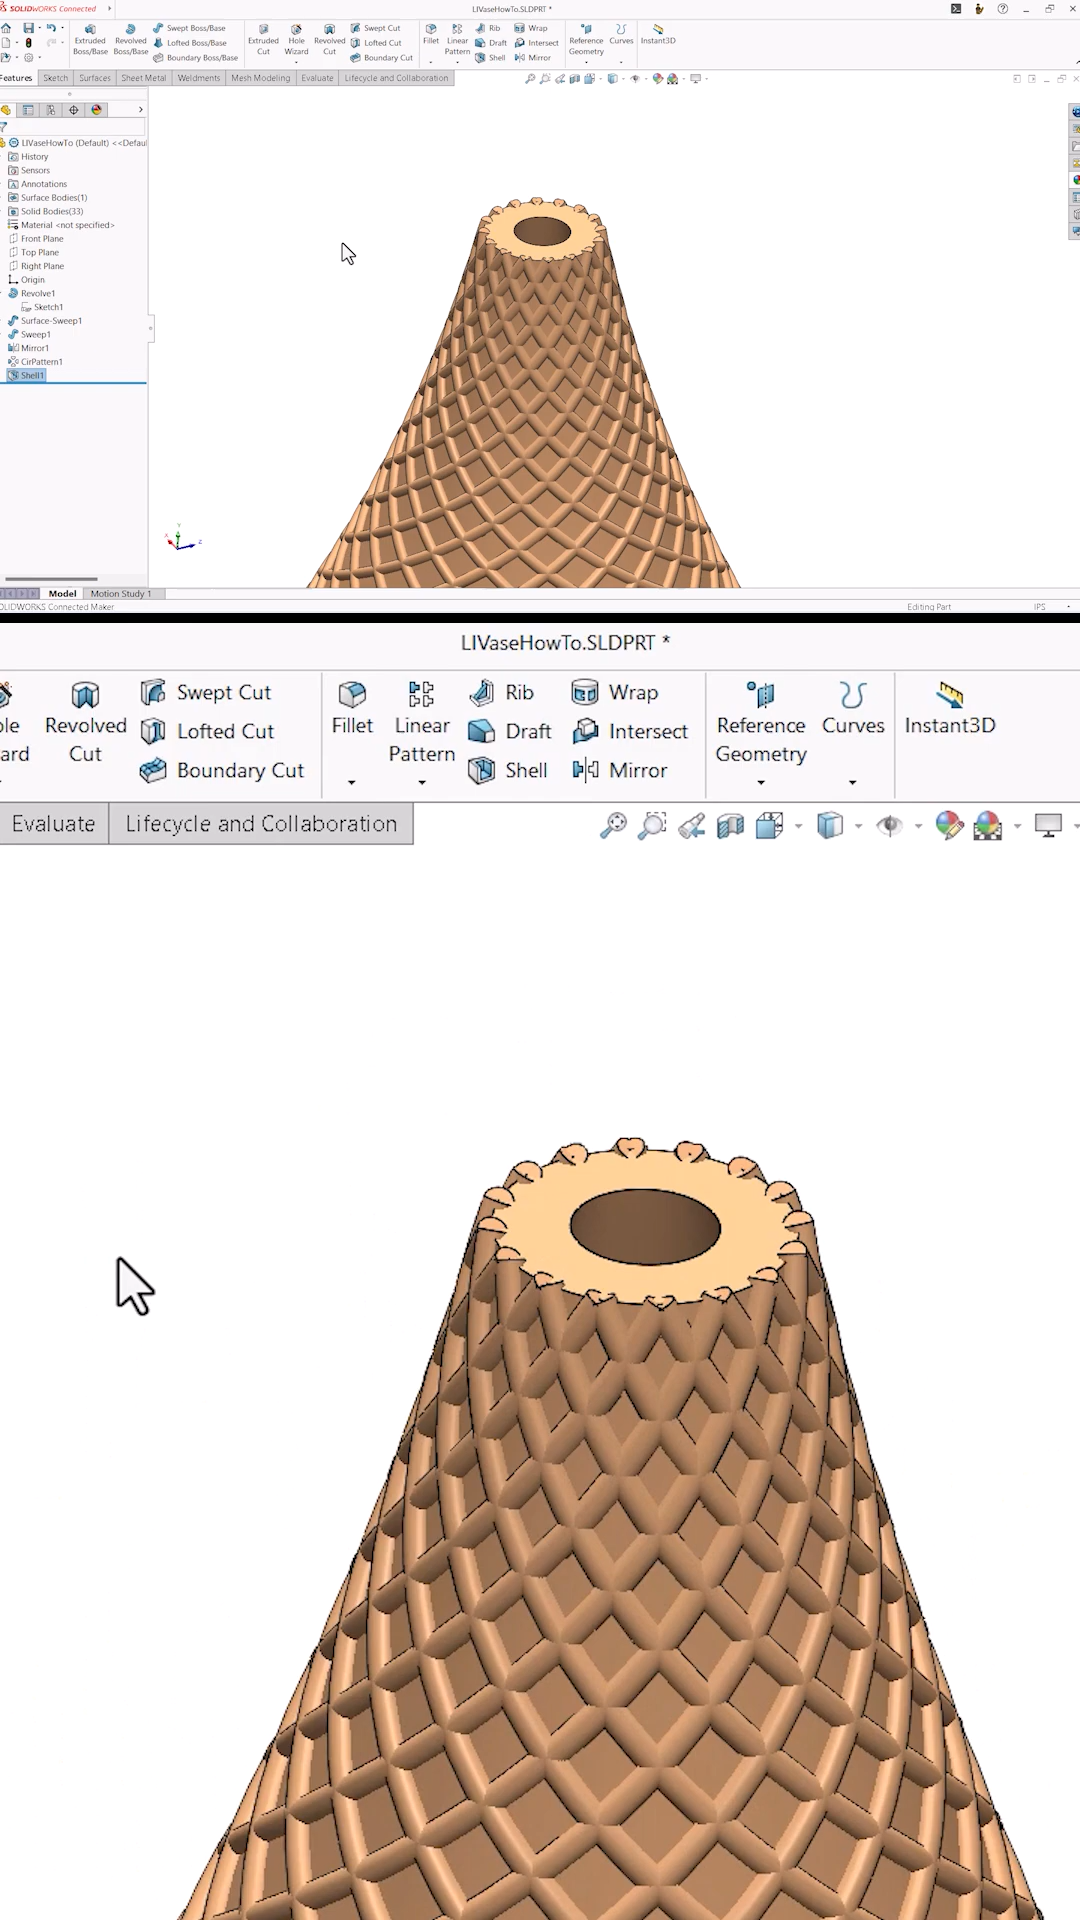 SOLIDWORKS Connected
LIVaseHowTo.SLDPRT *
Extruded Boss/Base
Revolved Boss/Base
Swept Boss/Base
Lofted Boss/Base
Boundary Boss/Base
Extruded Cut
Hole Wizard
Revolved Cut
Swept Cut
Lofted Cut
Boundary Cut
Fillet
Linear Pattern
Rib
Draft
Shell
Wrap
Intersect
Mirror
Reference Geometry
Curves
Instant3D
Features
Sketch
Surfaces
Sheet Metal
Weldments
Mesh Modeling
Evaluate
Lifecycle and Collaboration
LIVaseHowTo (Default) <<Defau
History
Sensors
Annotations
Surface Bodies(1)
Solid Bodies(33)
Material <not specified>
Front Plane
Top Plane
Right Plane
Origin
Revolve1
Sketch1
Surface-Sweep1
Sweep1
Mirror1
CirPattern1
Shell1
Model
Motion Study 1
OLIDWORKS Connected Maker
Editing Part
IPS
LIVaseHowTo.SLDPRT *
ole
ard
Revolved
Cut
Swept Cut
Lofted Cut
Boundary Cut
Fillet
Linear
Pattern
Rib
Draft
Shell
Wrap
Intersect
Mirror
Reference
Geometry
Curves
Instant3D
Evaluate
Lifecycle and Collaboration